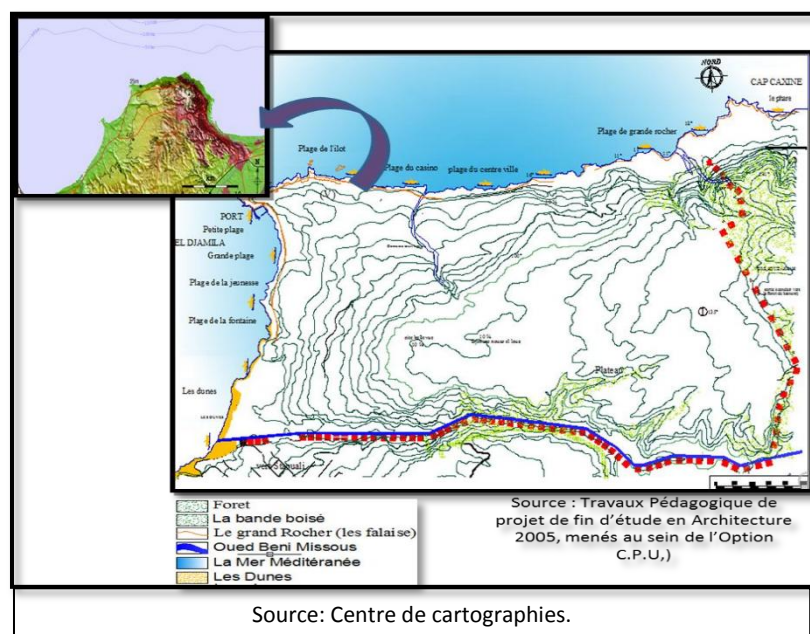 NORD
CAP CAXINE
le phare
Plage de grande rocher
Plage de l'îlot
Plage du casino
plage du centre ville
PORT
Petite plage
EL DJAMILA
Grande plage
Plage de la jeunesse
Plage de la fontaine
Plateau
Les dunes
Foret
La bande boisé
Le grand Rocher (les falaise)
Oued Beni Missous
La Mer Méditéranée
Les Dunes
Source : Travaux Pédagogique de
projet de fin d'étude en Architecture
2005, menés au sein de l'Option
C.P.U,)
Source: Centre de cartographies.